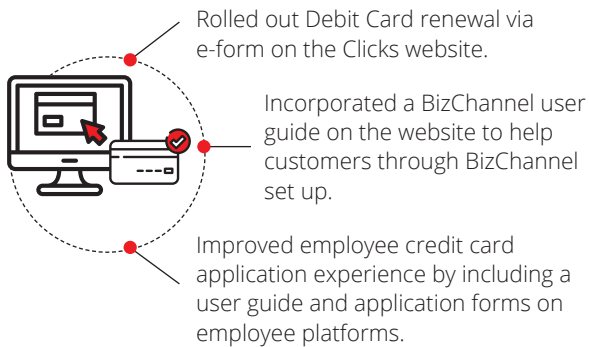 Rolled out Debit Card renewal via
e-form on the Clicks website.
Incorporated a BizChannel user
guide on the website to help
customers through BizChannel
set up.
Improved employee credit card
application experience by including a
user guide and application forms on
employee platforms.